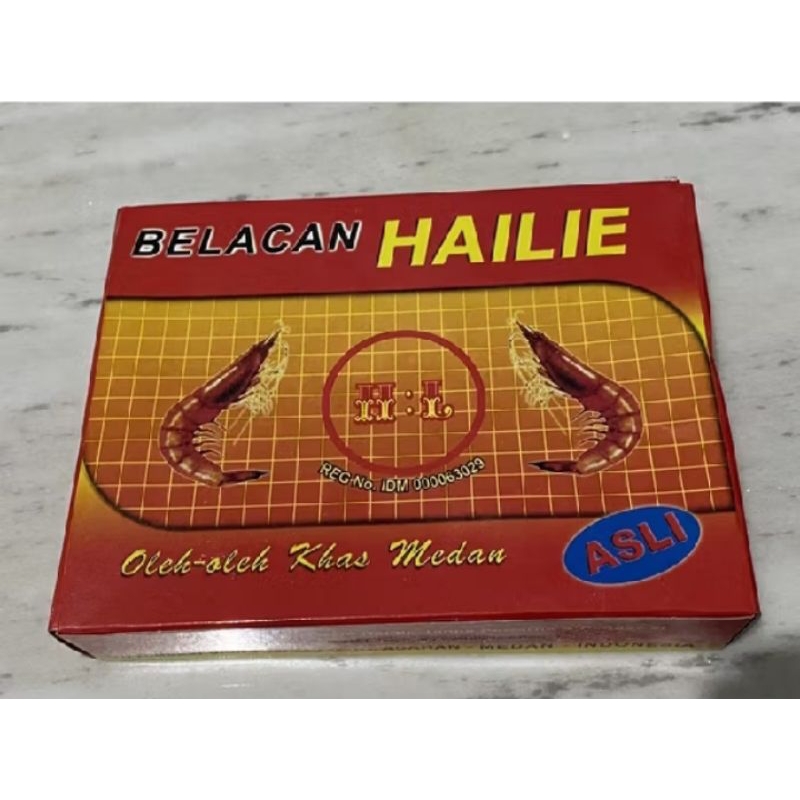 BELACAN HAILIE
H:L
REG No. IDM 000063029
Oleh-oleh Khas Medan
ASLI
MEDAN INDONESIA